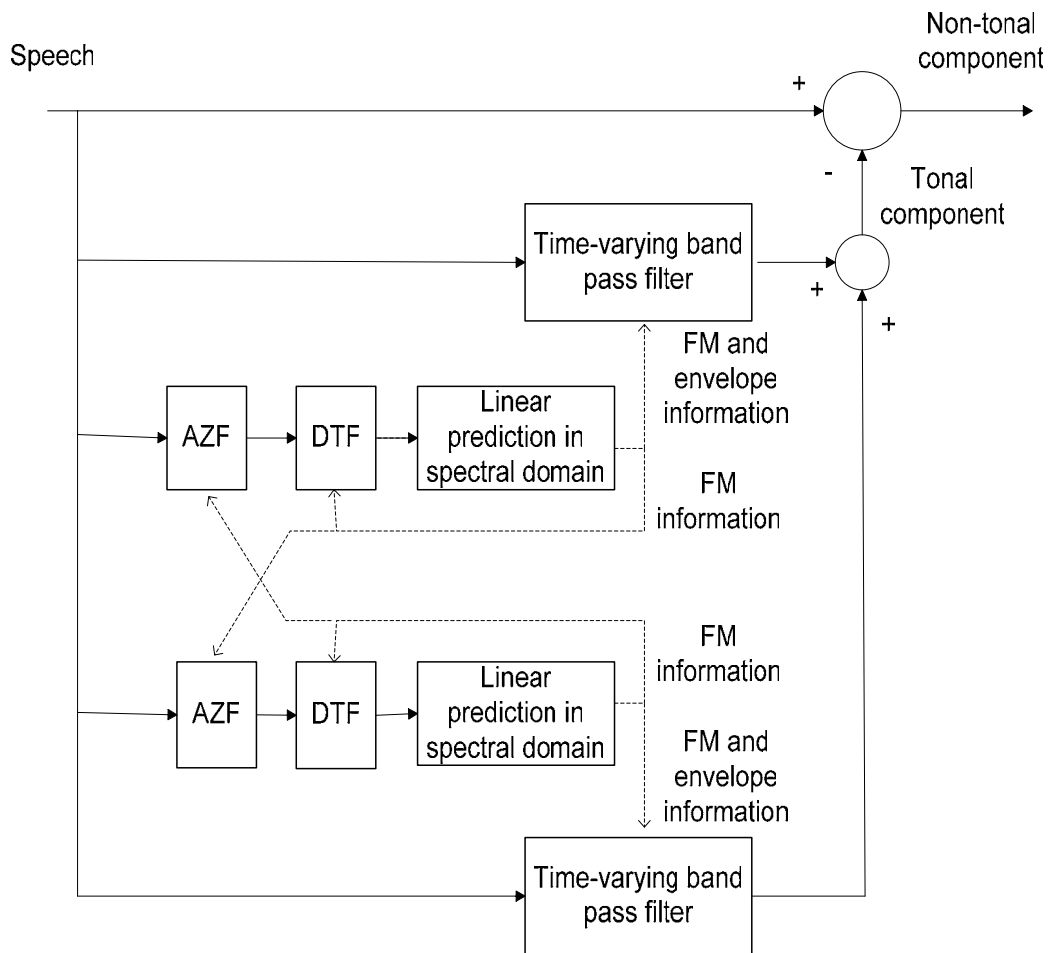 Speech
Non-tonal
component
+
-
Tonal
component
Time-varying band
pass filter
+
+
FM and
envelope
information
AZF
DTF
Linear
prediction in
spectral domain
FM
information
FM
information
AZF
DTF
Linear
prediction in
spectral domain
FM and
envelope
information
Time-varying band
pass filter